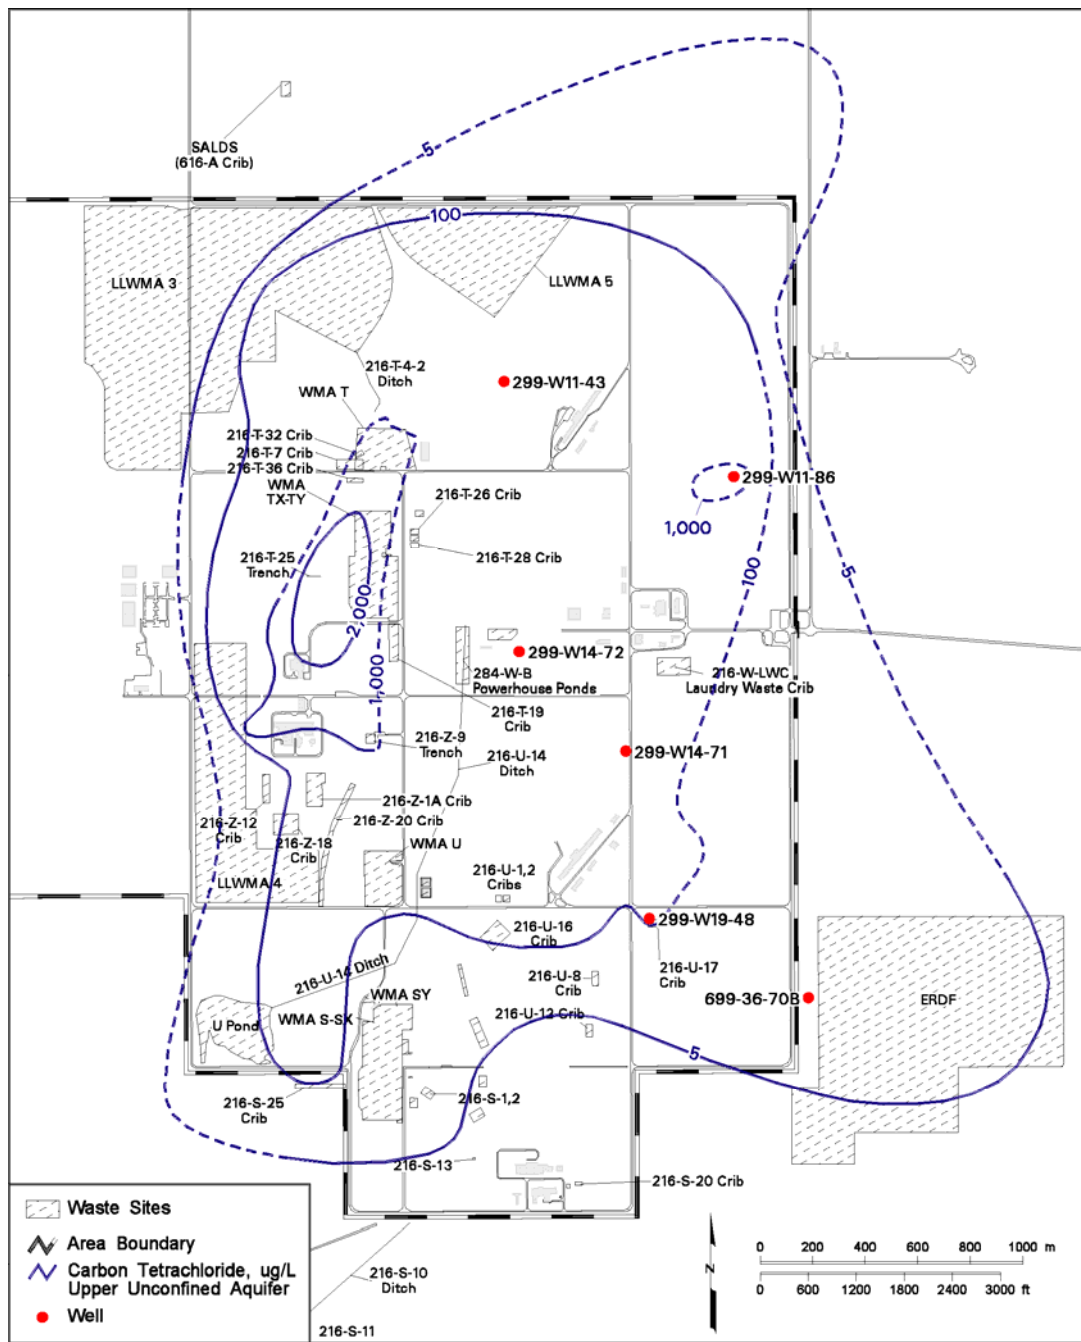 5
SALDS
(616-A Crib)
100
LLWMA 3
LLWMA 5
216-T-4-2
Ditch
WMA T
299-W11-43
216-T-32 Crib
216-T-7 Crib
216-T-36 Crib
WMA
TX-TY
299-W11-86
1,000
216-T-26 Crib
216-T-28 Crib
216-T-25
Trench
100
5
2,000
299-W14-72
1,000
284-W-B
Powerhouse Ponds
216-W-LWC
Laundry Waste Crib
216-T-19
Crib
216-Z-9
Trench
216-U-14
Ditch
299-W14-71
216-Z-1A Crib
216-Z-12
Crib
216-Z-20 Crib
216-Z-18
Crib
WMA U
LLWMA 4
216-U-1,2
Cribs
299-W19-48
216-U-16
Crib
216-U-17
Crib
216-U-14 Ditch
216-U-8
Crib
WMA SY
699-36-70B
ERDF
U Pond
WMA S-SX
216-U-12 Crib
5
216-S-25
Crib
216-S-1,2
216-S-13
216-S-20 Crib
Waste Sites
Area Boundary
Carbon Tetrachloride, ug/L
Upper Unconfined Aquifer
Well
216-S-10
Ditch
216-S-11
N
0 200 400 600 800 1000 m
0 600 1200 1800 2400 3000 ft